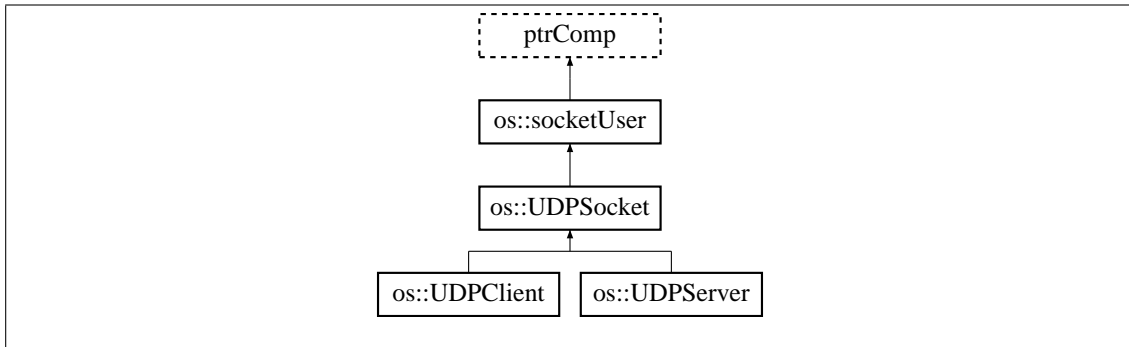 ptrComp
os::socketUser
os::UDPSocket
os::UDPClient
os::UDPServer